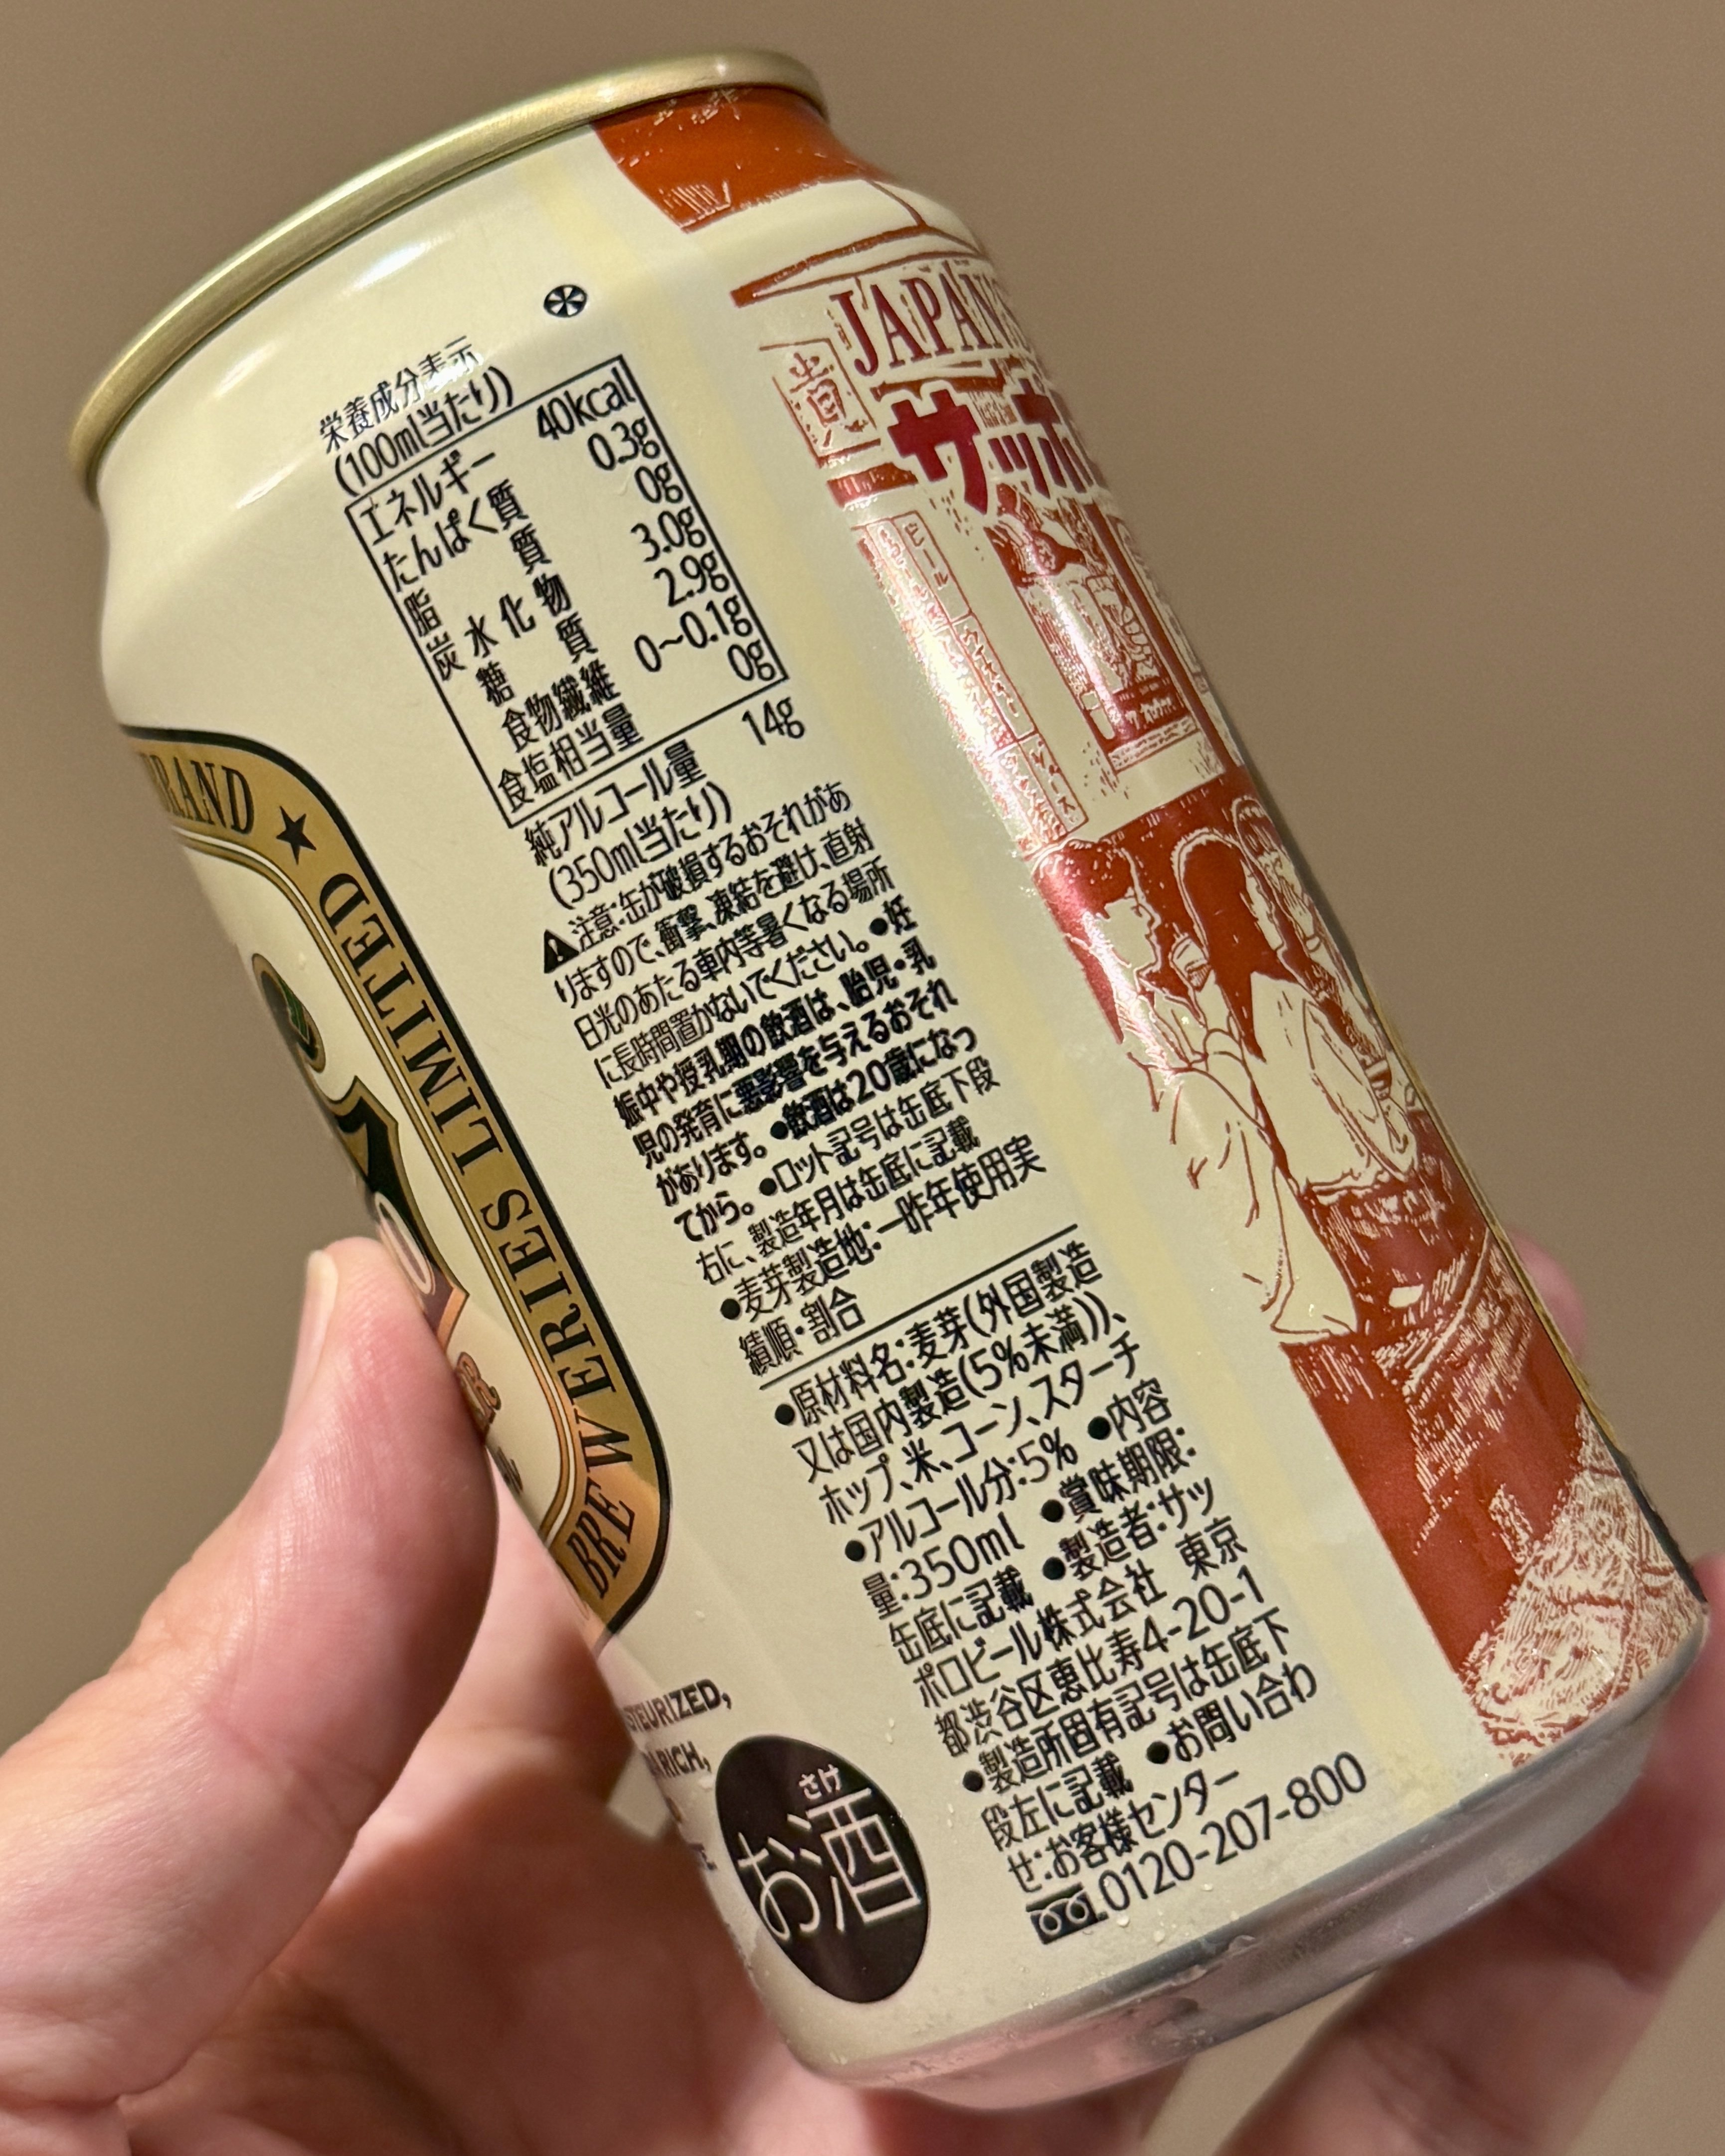 栄養成分表示
(100ml当たり)
エネルギー 40kcal
たんぱく質 0.3g
脂質 0g
炭水化物 3.0g
糖質 2.9g
食物繊維 0~0.1g
食塩相当量 0g
純アルコール量 14g
(350ml当たり)
注意:缶が破損するおそれがあ
りますので、衝撃、凍結を避け、直射
日光のあたる車内等暑くなる場所
に長時間置かないでください。●妊
娠中や授乳期の飲酒は、胎児・乳
児の発育に悪影響を与えるおそれ
があります。●飲酒は20歳になっ
てから。●ロット記号は缶底下段
右に、製造年月は缶底に記載
●麦芽製造地:一昨年使用実
績順・割合
●原材料名:麦芽(外国製造
又は国内製造(5%未満))、
ホップ、米、コーン、スターチ
●アルコール分:5% ●内容
量:350ml ●賞味期限:
缶底に記載 ●製造者:サッ
ポロビール株式会社 東京
都渋谷区恵比寿4-20-1
●製造所固有記号は缶底下
段左に記載 ●お問い合わ
せ:お客様センター
0120-207-800
さけ
お酒
BRAND ★
BREWERIES LIMITED
RICH,
JAPAN'S
貴
サッポ
ビール